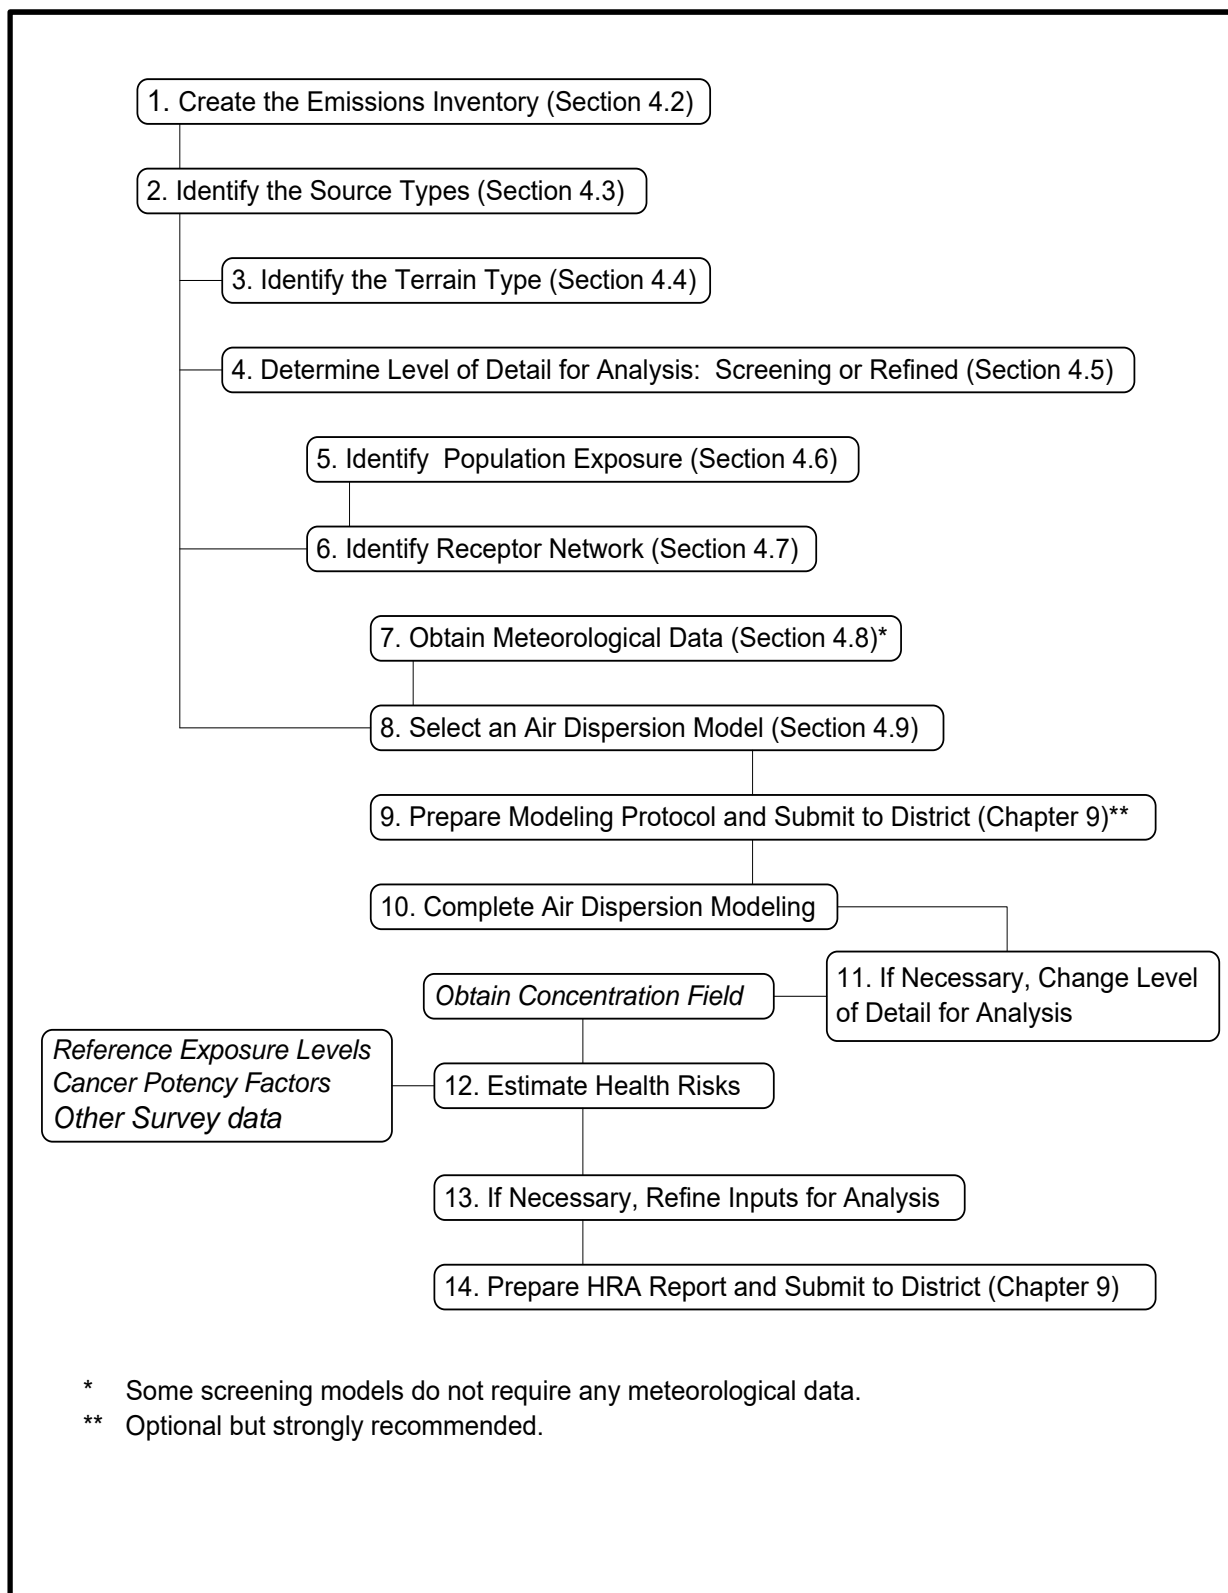 1. Create the Emissions Inventory (Section 4.2)
2. Identify the Source Types (Section 4.3)
3. Identify the Terrain Type (Section 4.4)
4. Determine Level of Detail for Analysis:  Screening or Refined (Section 4.5)
5. Identify  Population Exposure (Section 4.6)
6. Identify Receptor Network (Section 4.7)
7. Obtain Meteorological Data (Section 4.8)*
8. Select an Air Dispersion Model (Section 4.9)
9. Prepare Modeling Protocol and Submit to District (Chapter 9)**
10. Complete Air Dispersion Modeling
11. If Necessary, Change Level
of Detail for Analysis
Obtain Concentration Field
Reference Exposure Levels
Cancer Potency Factors
Other Survey data
12. Estimate Health Risks
13. If Necessary, Refine Inputs for Analysis
14. Prepare HRA Report and Submit to District (Chapter 9)
* Some screening models do not require any meteorological data.
** Optional but strongly recommended.